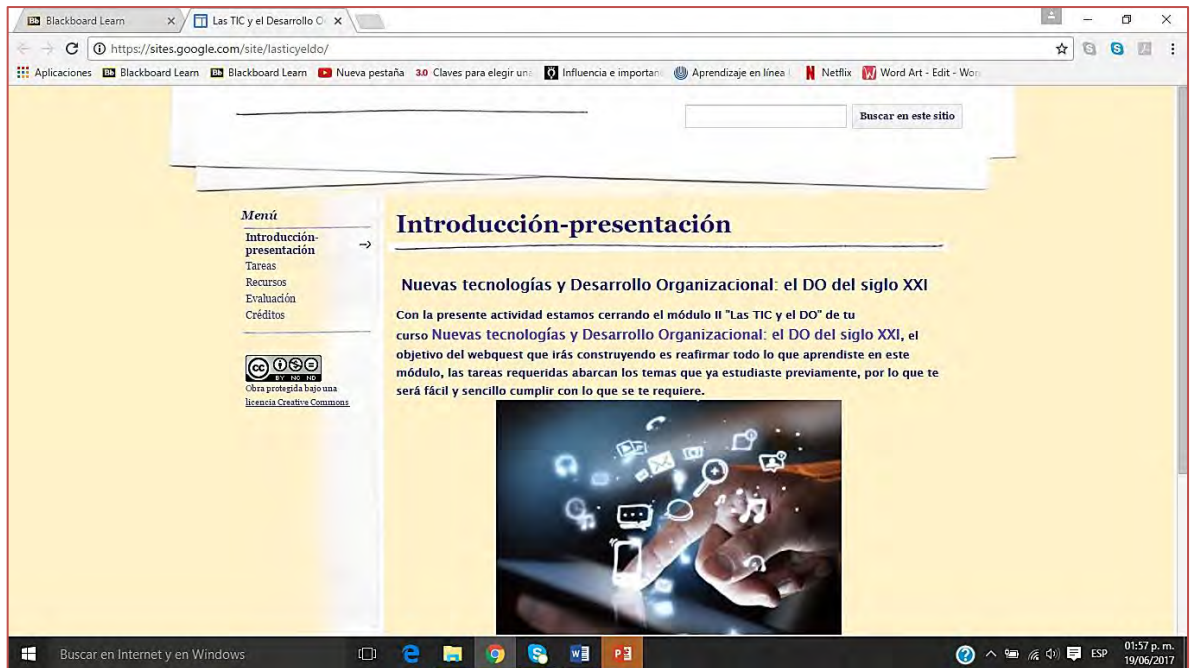 Blackboard Learn
Las TIC y el Desarrollo O
https://sites.google.com/site/lasticyeldo/
Aplicaciones Blackboard Learn Blackboard Learn Nueva pestaña 3.0 Claves para elegir una Influencia e importan Aprendizaje en línea Netflix Word Art - Edit - Wor
Buscar en este sitio
Menú
Introducción-
presentación
Tareas
Recursos
Evaluación
Créditos
cc BY NO ND
Obra protegida bajo una
licencia Creative Commons
Introducción-presentación
Nuevas tecnologías y Desarrollo Organizacional: el DO del siglo XXI
Con la presente actividad estamos cerrando el módulo II "Las TIC y el DO" de tu
curso Nuevas tecnologías y Desarrollo Organizacional: el DO del siglo XXI, el
objetivo del webquest que irás construyendo es reafirmar todo lo que aprendiste en este
módulo, las tareas requeridas abarcan los temas que ya estudiaste previamente, por lo que te
será fácil y sencillo cumplir con lo que se te requiere.
Buscar en Internet y en Windows
ESP
01:57 p. m.
19/06/2017